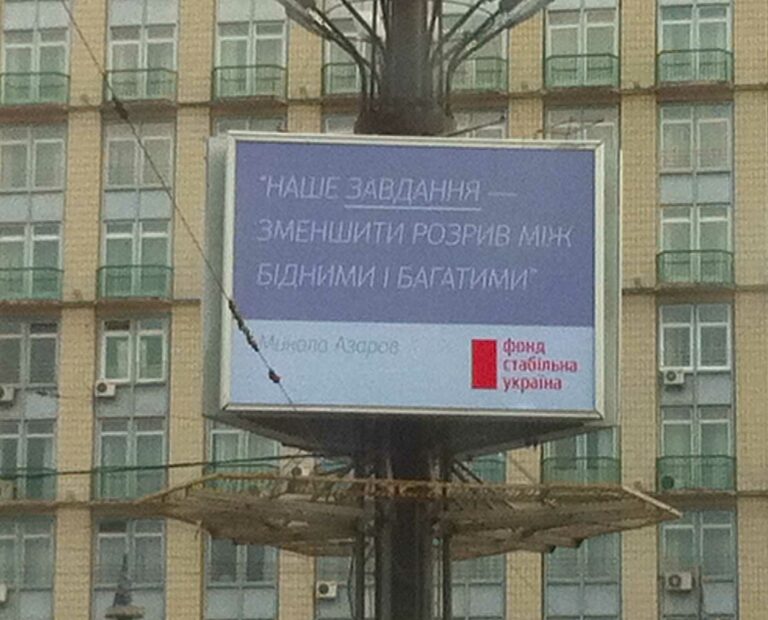 "НАШЕ ЗАВДАННЯ —
ЗМЕНШИТИ РОЗРИВ МІЖ
БІДНИМИ І БАГАТИМИ"
Микола Азаров
фонд
стабільна
україна